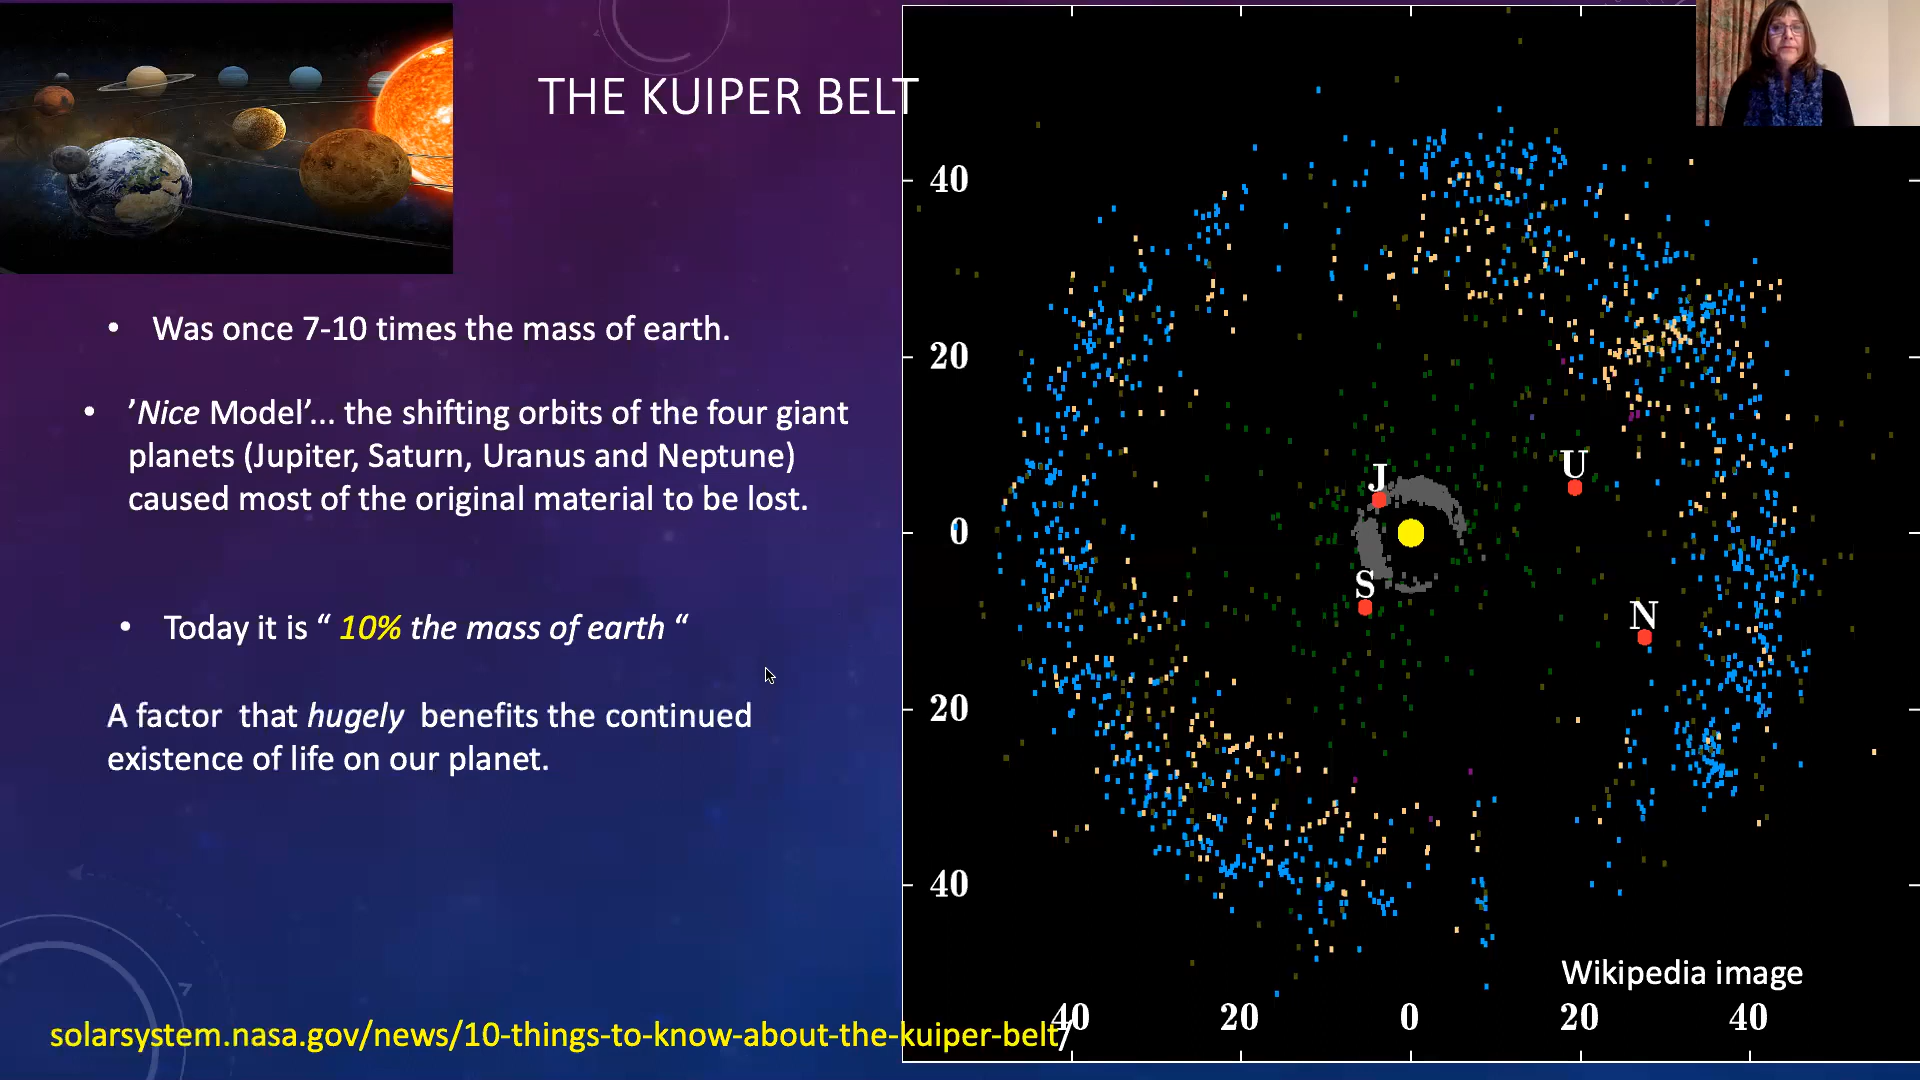 THE KUIPER BELT
• Was once 7-10 times the mass of earth.
• ’Nice Model’... the shifting orbits of the four giant
planets (Jupiter, Saturn, Uranus and Neptune)
caused most of the original material to be lost.
• Today it is “ 10% the mass of earth “
A factor that hugely benefits the continued
existence of life on our planet.
solarsystem.nasa.gov/news/10-things-to-know-about-the-kuiper-belt/
40
20
0
20
40
J
U
S
N
Wikipedia image
40 20 0 20 40